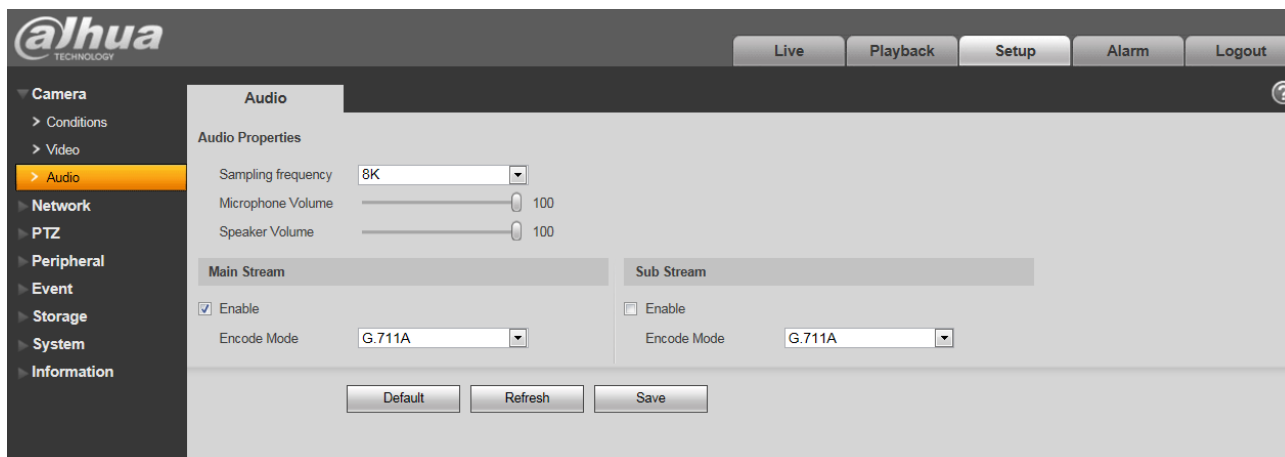 alhua
TECHNOLOGY
Live Playback Setup Alarm Logout
Camera
> Conditions
> Video
> Audio
Network
PTZ
Peripheral
Event
Storage
System
Information
Audio
?
Audio Properties
Sampling frequency 8K
Microphone Volume 100
Speaker Volume 100
Main Stream
Enable
Encode Mode G.711A
Sub Stream
Enable
Encode Mode G.711A
Default Refresh Save